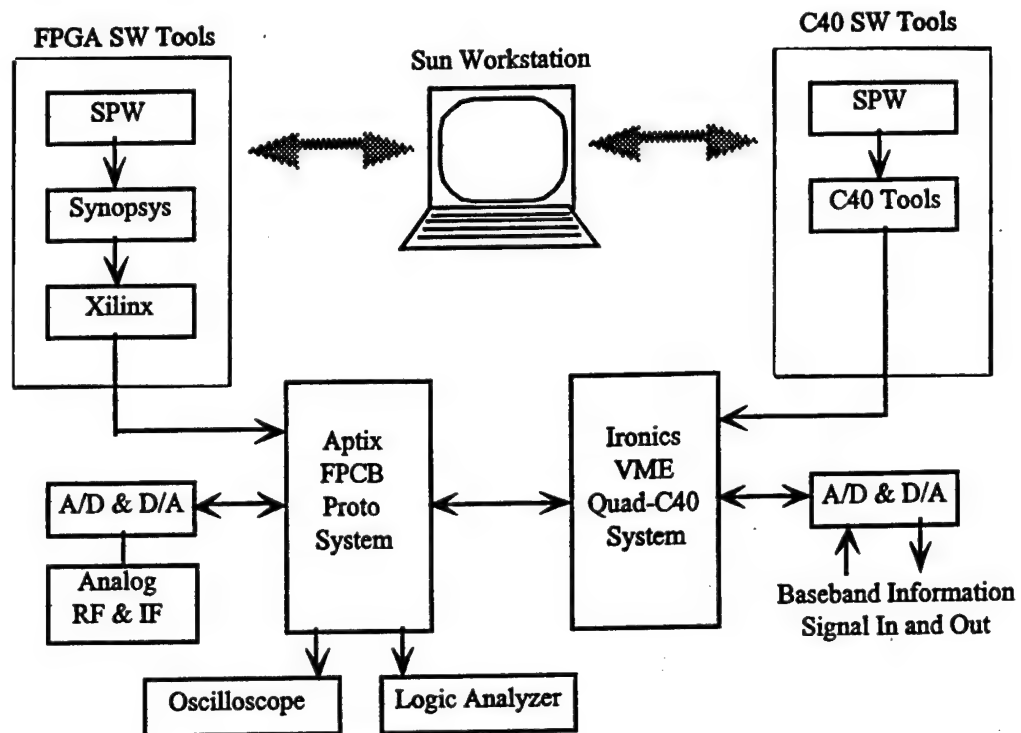 FPGA SW Tools
SPW
Synopsys
Xilinx
Sun Workstation
C40 SW Tools
SPW
C40 Tools
Aptix
FPCB
Proto
System
Ironics
VME
Quad-C40
System
A/D & D/A
Analog
RF & IF
A/D & D/A
Baseband Information
Signal In and Out
Oscilloscope
Logic Analyzer